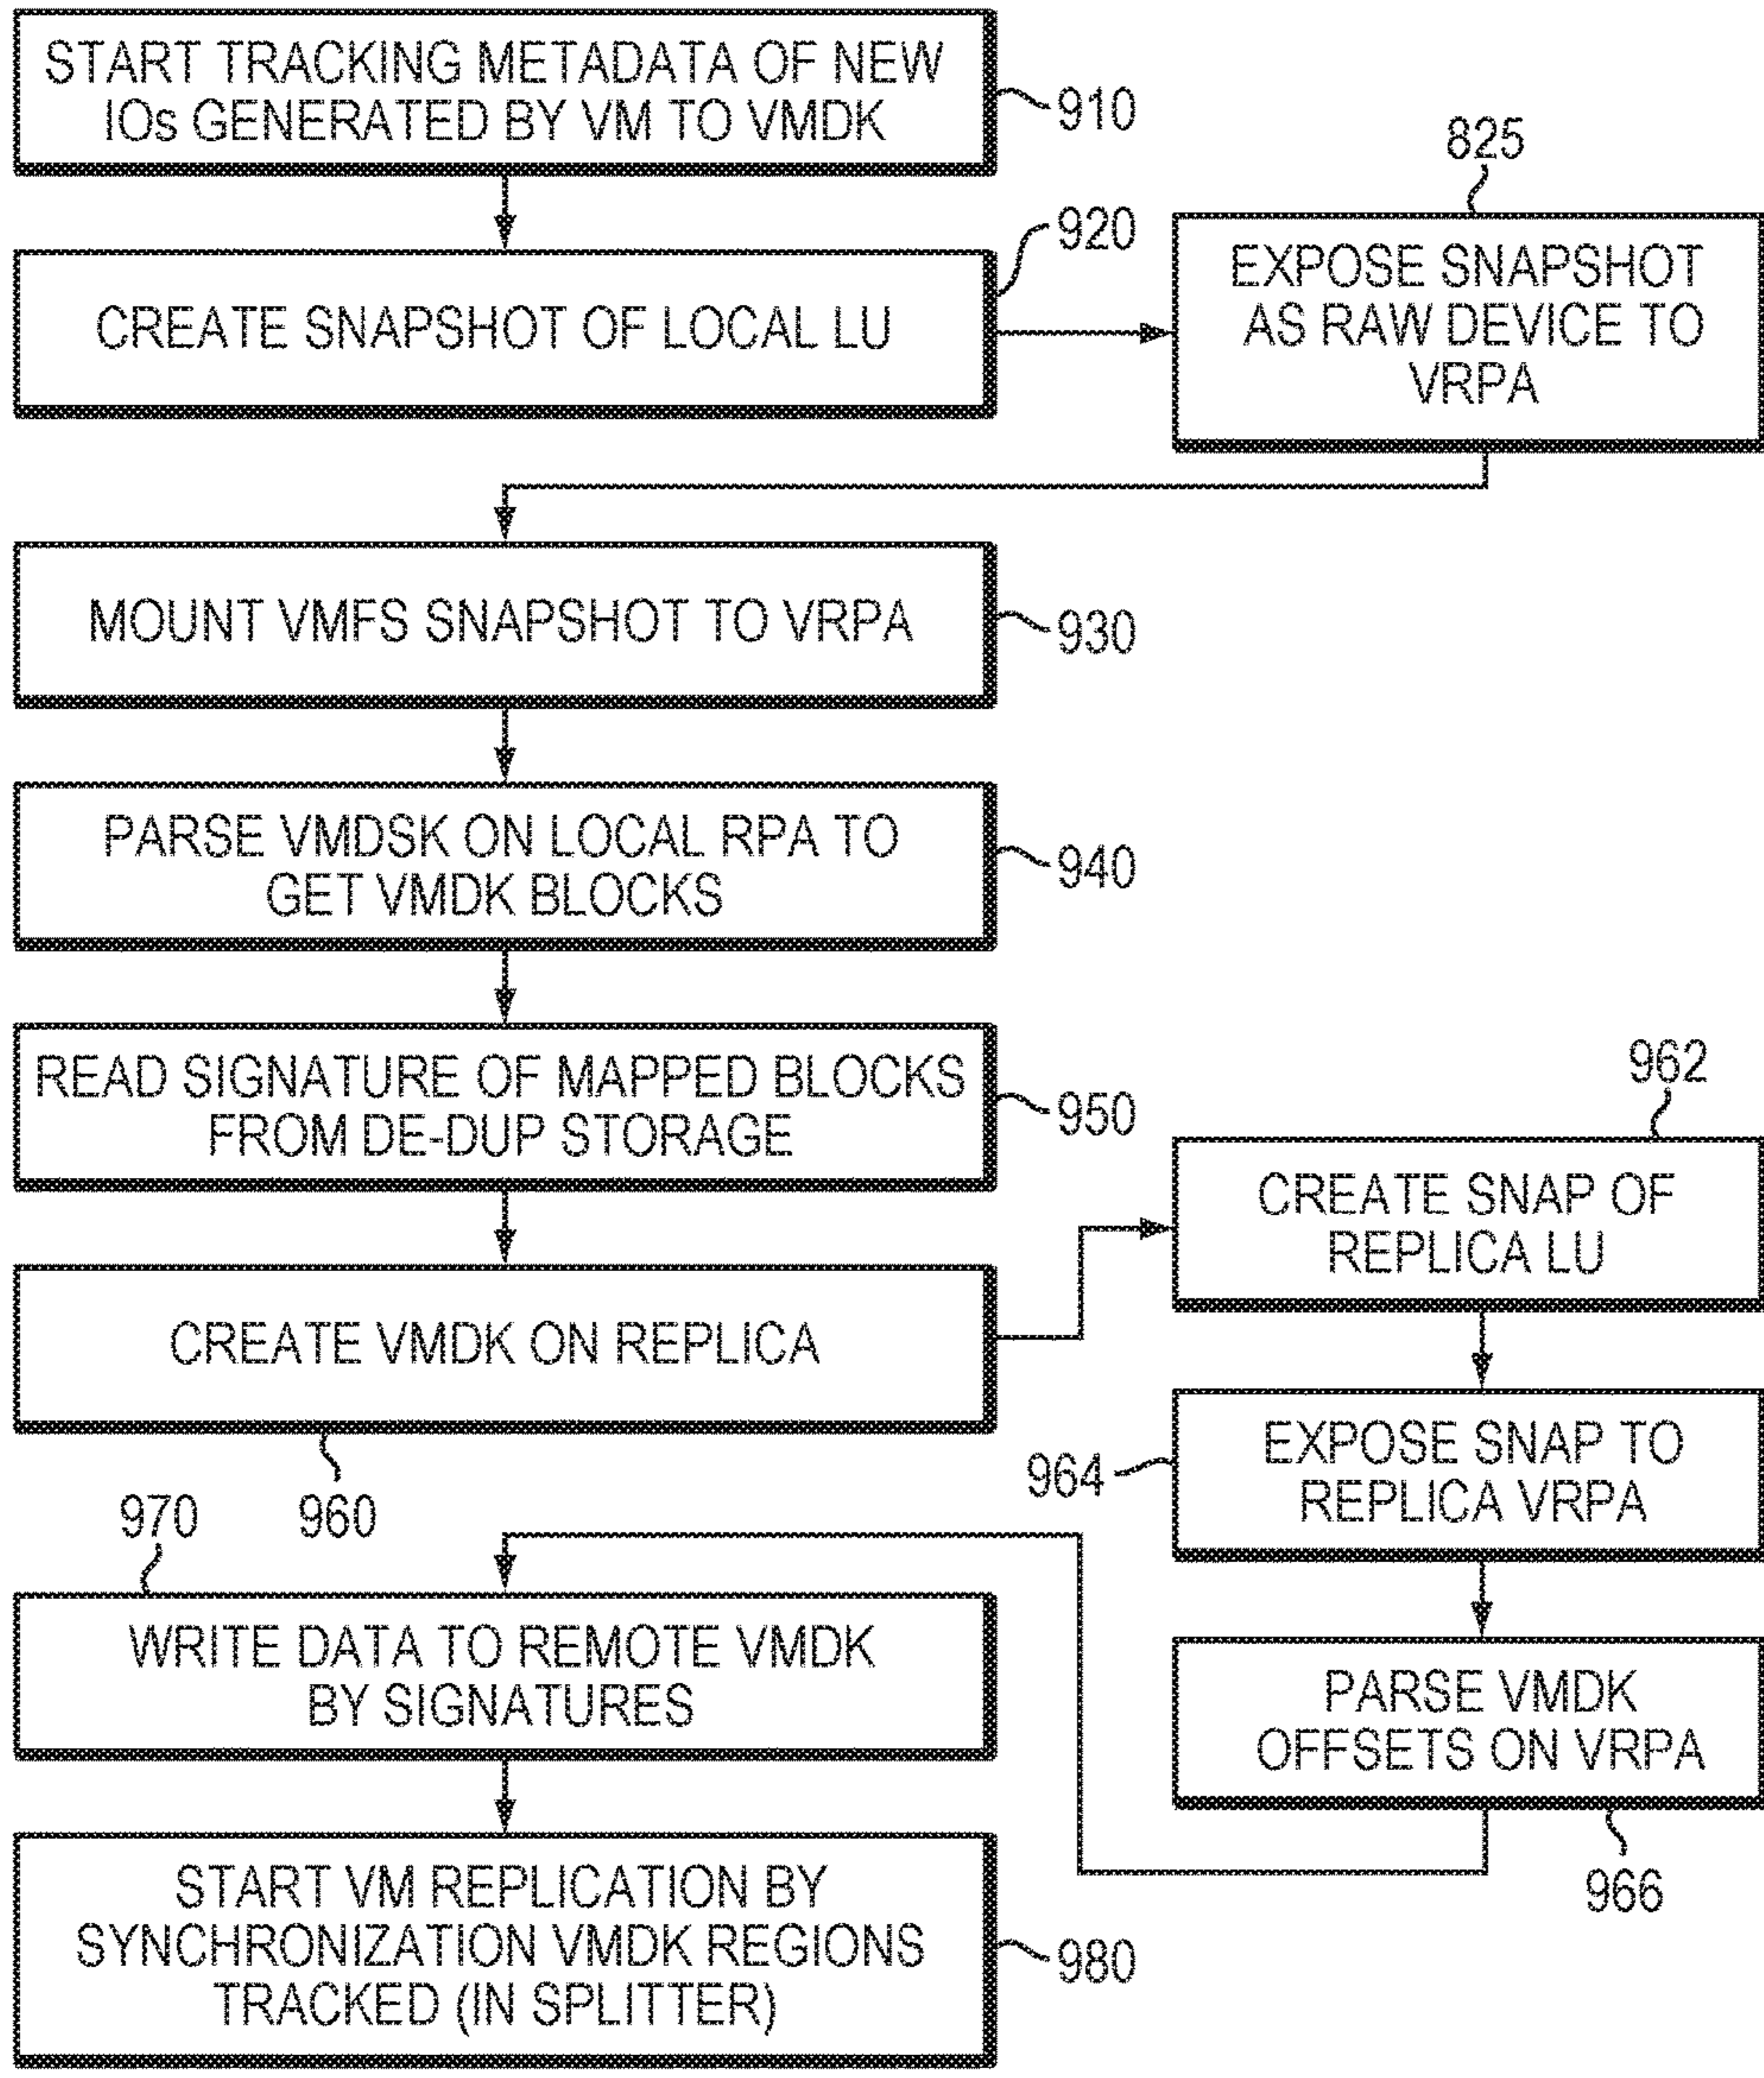 START TRACKING METADATA OF NEW
IOs GENERATED BY VM TO VMDK
910
CREATE SNAPSHOT OF LOCAL LU
920
825
EXPOSE SNAPSHOT
AS RAW DEVICE TO
VRPA
MOUNT VMFS SNAPSHOT TO VRPA
930
PARSE VMDSK ON LOCAL RPA TO
GET VMDK BLOCKS
940
READ SIGNATURE OF MAPPED BLOCKS
FROM DE-DUP STORAGE
950
CREATE VMDK ON REPLICA
960
962
CREATE SNAP OF
REPLICA LU
EXPOSE SNAP TO
REPLICA VRPA
964
PARSE VMDK
OFFSETS ON VRPA
966
970
WRITE DATA TO REMOTE VMDK
BY SIGNATURES
START VM REPLICATION BY
SYNCHRONIZATION VMDK REGIONS
TRACKED (IN SPLITTER)
980